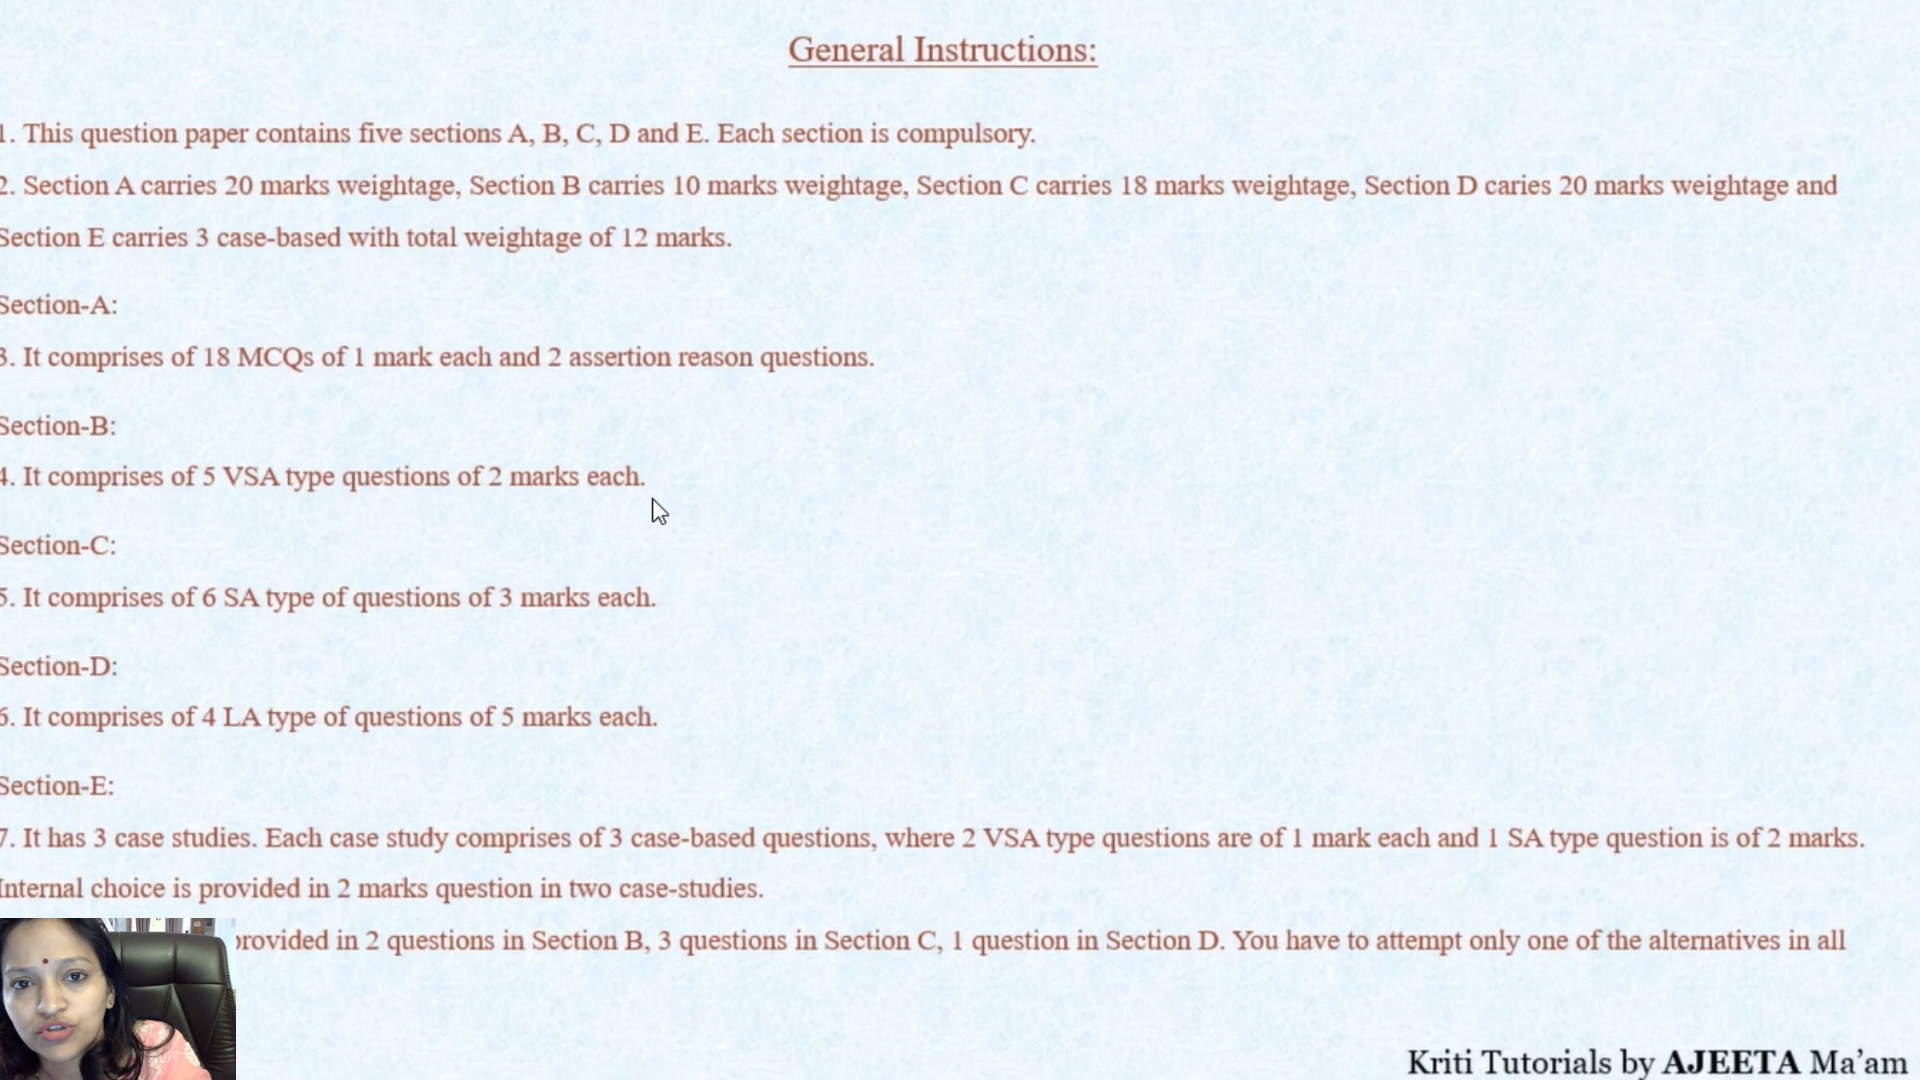 General Instructions:
1. This question paper contains five sections A, B, C, D and E. Each section is compulsory.
2. Section A carries 20 marks weightage, Section B carries 10 marks weightage, Section C carries 18 marks weightage, Section D caries 20 marks weightage and
Section E carries 3 case-based with total weightage of 12 marks.
Section-A:
3. It comprises of 18 MCQs of 1 mark each and 2 assertion reason questions.
Section-B:
4. It comprises of 5 VSA type questions of 2 marks each.
Section-C:
5. It comprises of 6 SA type of questions of 3 marks each.
Section-D:
6. It comprises of 4 LA type of questions of 5 marks each.
Section-E:
7. It has 3 case studies. Each case study comprises of 3 case-based questions, where 2 VSA type questions are of 1 mark each and 1 SA type question is of 2 marks.
Internal choice is provided in 2 marks question in two case-studies.
provided in 2 questions in Section B, 3 questions in Section C, 1 question in Section D. You have to attempt only one of the alternatives in all
Kriti Tutorials by AJEETA Ma'am